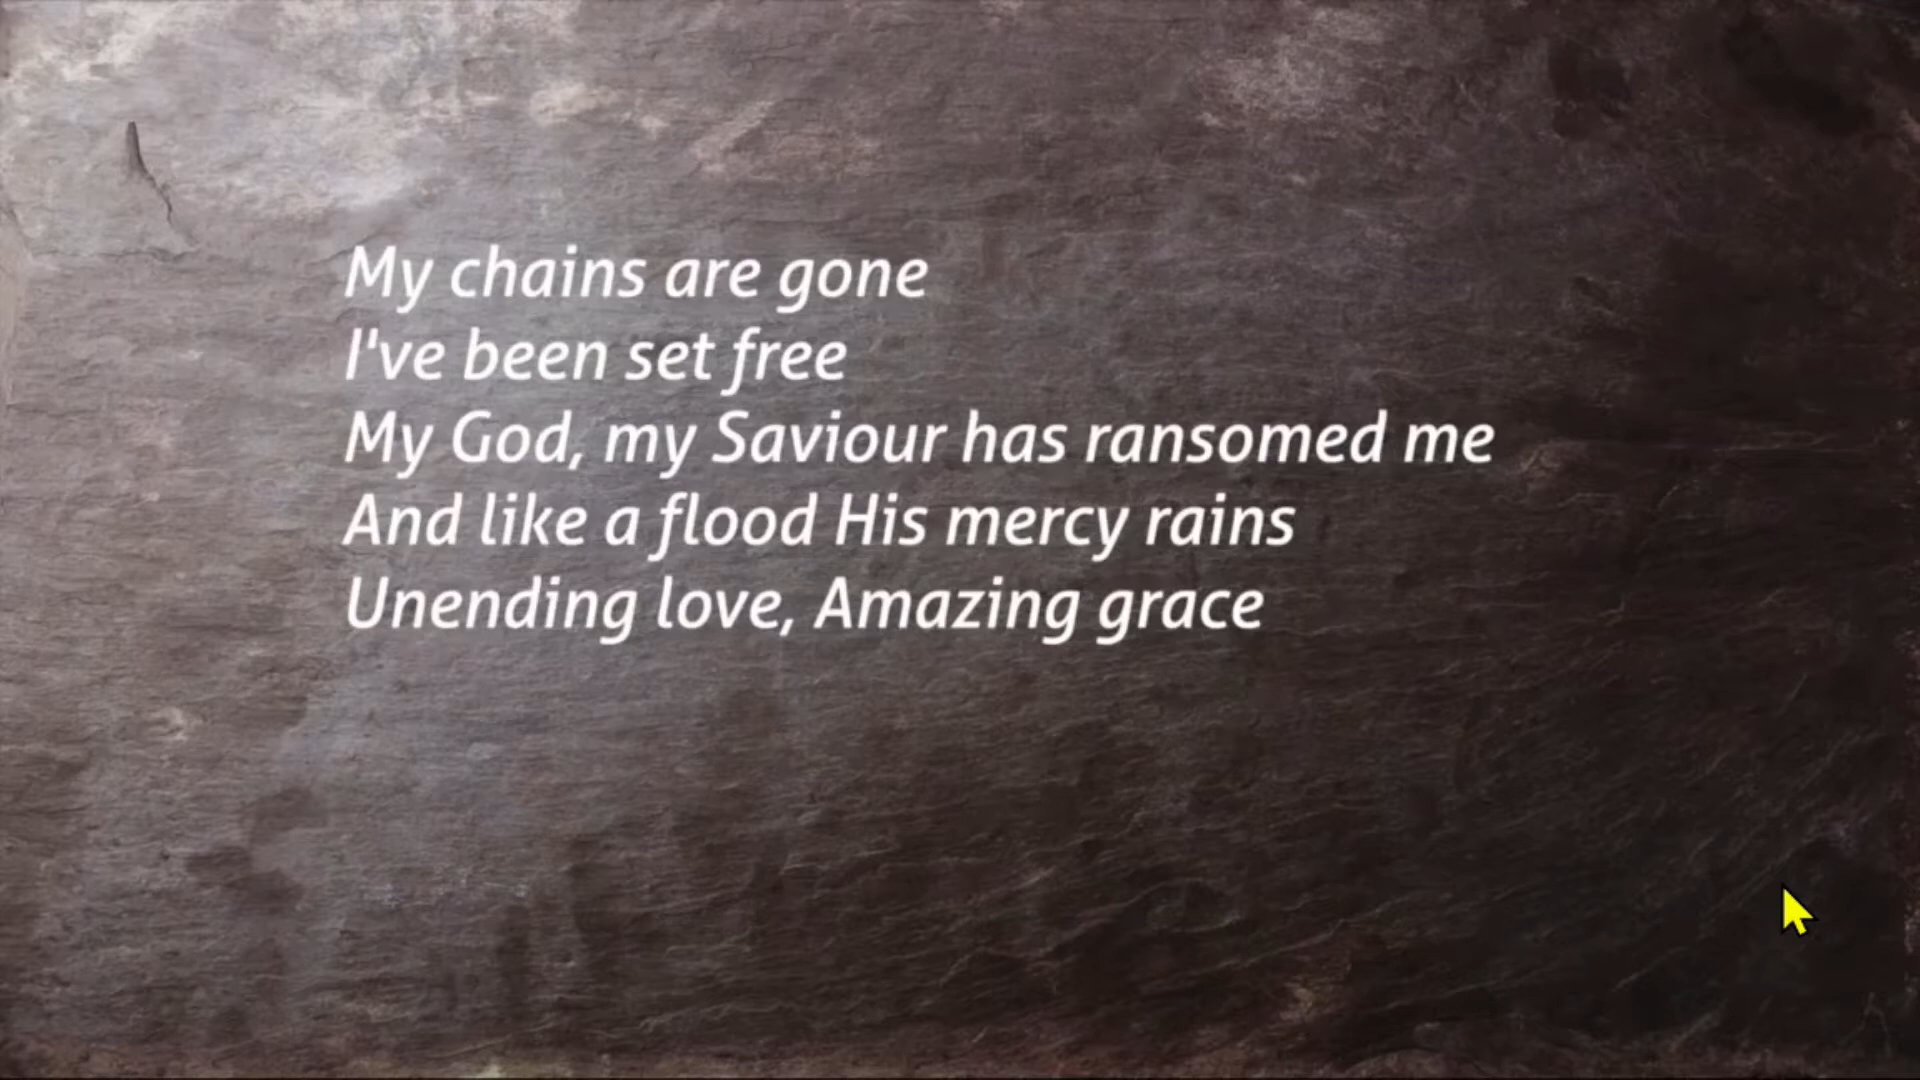 My chains are gone
I've been set free
My God, my Saviour has ransomed me
And like a flood His mercy rains
Unending love, Amazing grace